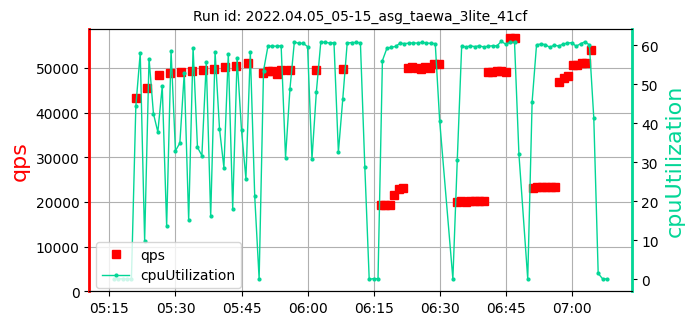 Run id: 2022.04.05_05-15_asg_taewa_3lite_41cf
qps
50000
40000
30000
20000
10000
0
cpuUtilization
60
50
40
30
20
10
0
qps
cpuUtilization
05:15 05:30 05:45 06:00 06:15 06:30 06:45 07:00